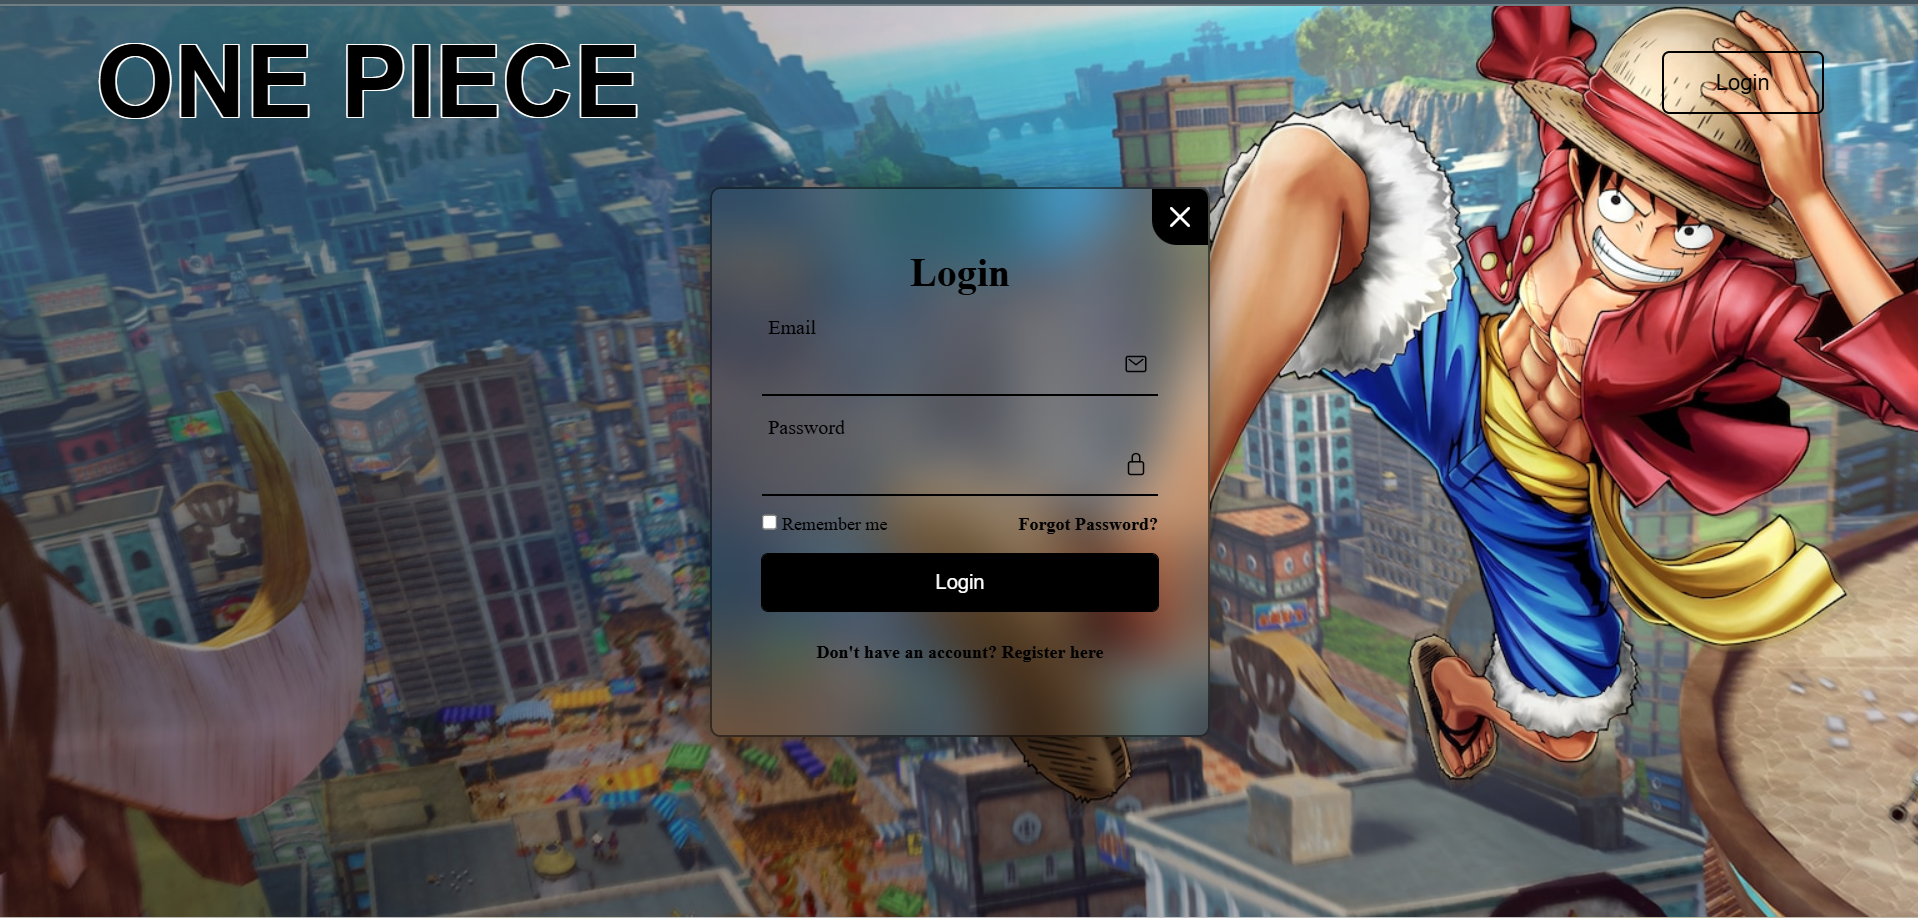 ONE PIECE
Login
Login
Email
Password
Remember me
Forgot Password?
Login
Don't have an account? Register here